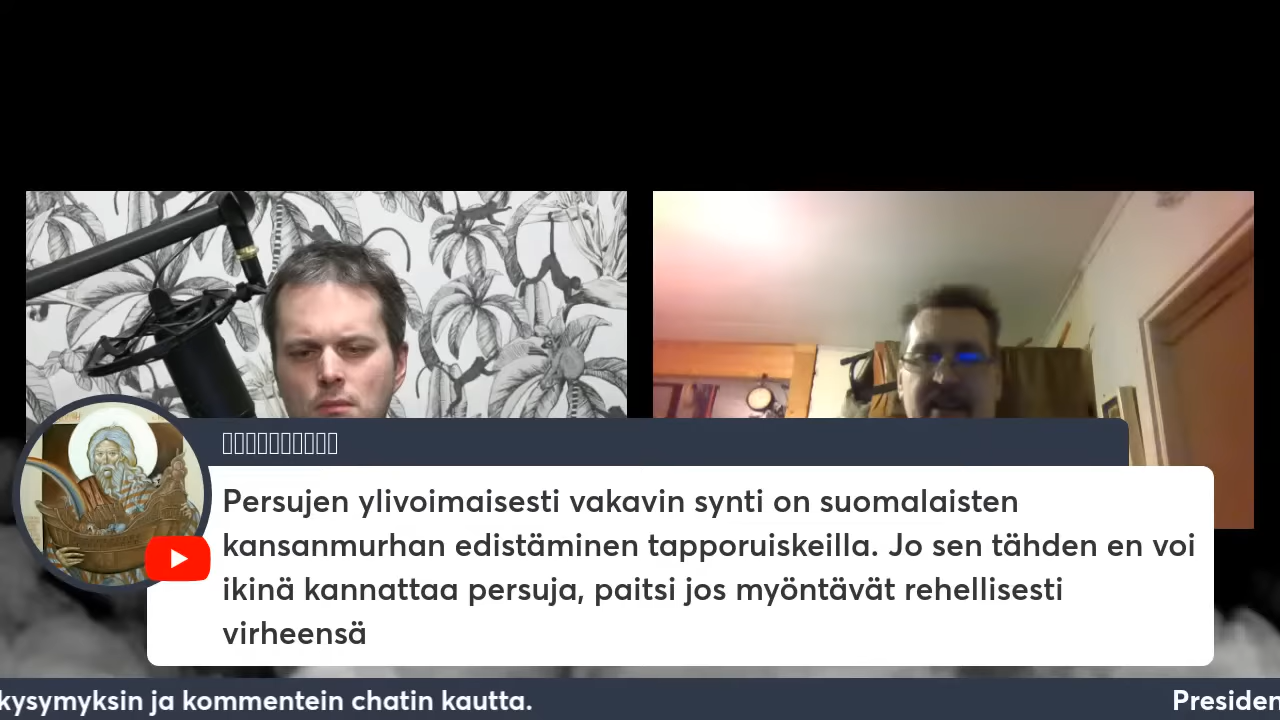 Persujen ylivoimaisesti vakavin synti on suomalaisten
kansanmurhan edistäminen tapporuiskeilla. Jo sen tähden en voi
ikinä kannattaa persuja, paitsi jos myöntävät rehellisesti
virheensä
kysymyksin ja kommentein chatin kautta.